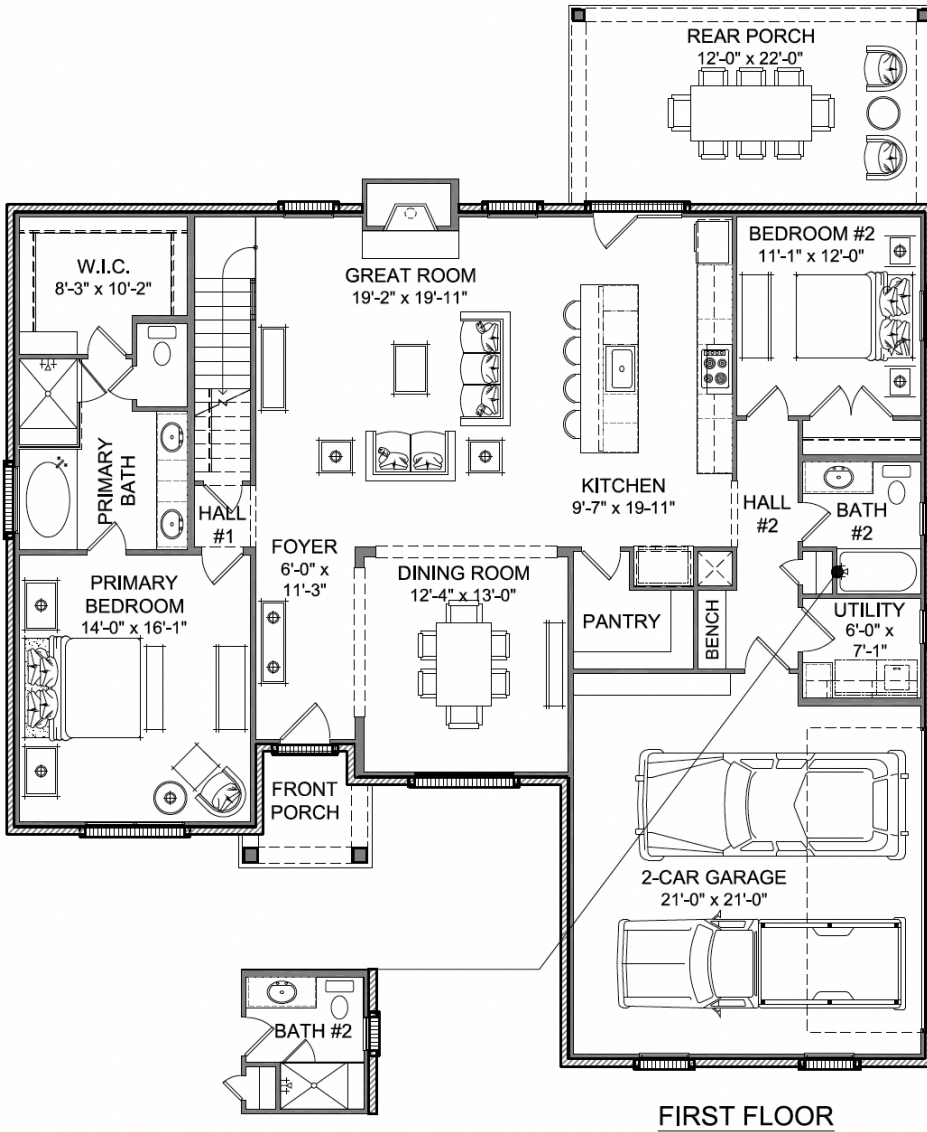 REAR PORCH
12'-0" x 22'-0"
W.I.C.
8'-3" x 10'-2"
GREAT ROOM
19'-2" x 19'-11"
BEDROOM #2
11'-1" x 12'-0"
PRIMARY
BATH
HALL
#1
KITCHEN
9'-7" x 19-11"
HALL
#2
BATH
#2
FOYER
6'-0" x
11'-3"
DINING ROOM
12'-4" x 13'-0"
PRIMARY
BEDROOM
14'-0" x 16'-1"
PANTRY
BENCH
UTILITY
6'-0" x
7'-1"
FRONT
PORCH
2-CAR GARAGE
21'-0" x 21'-0"
BATH #2
FIRST FLOOR